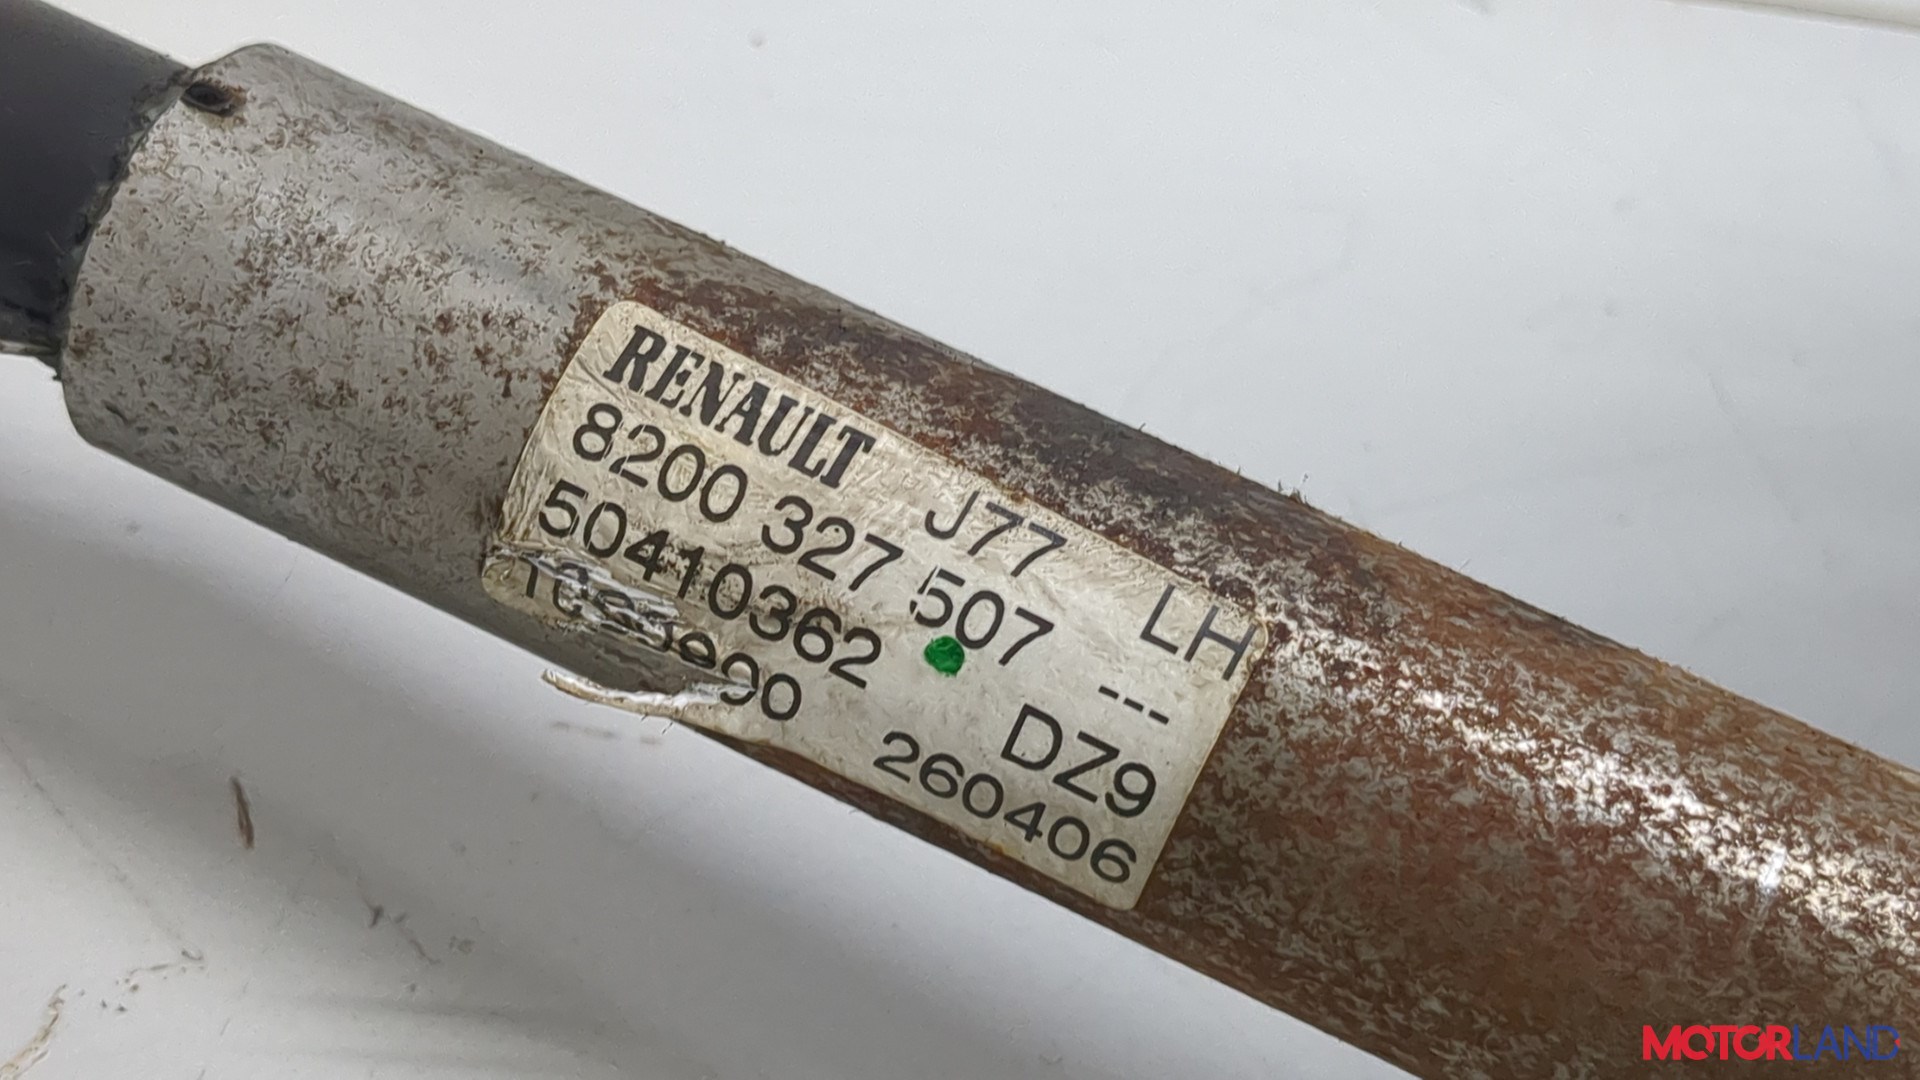 RENAULT J77 LH
8200 327 507 ---
50410362 DZ9
260406
MOTORLAND